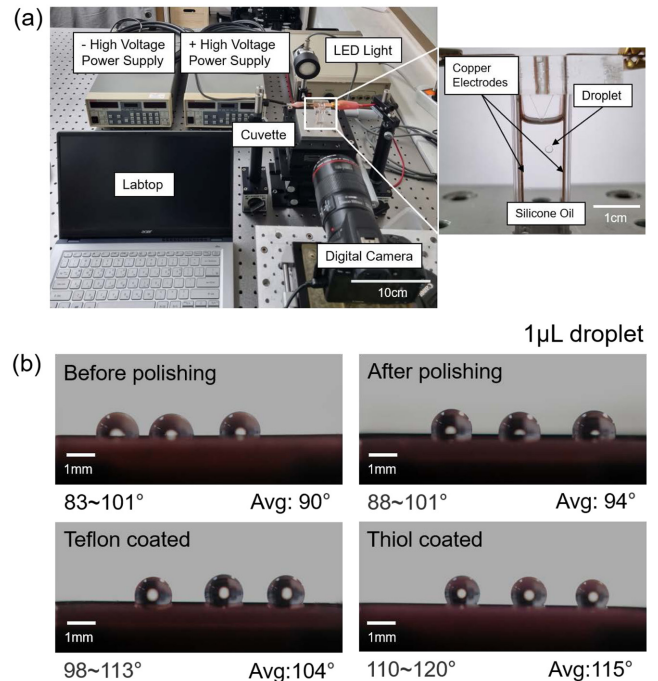 (a)
- High Voltage
Power Supply
+ High Voltage
Power Supply
LED Light
Cuvette
Labtop
Digital Camera
10cm
Copper
Electrodes
Droplet
Silicone Oil
1cm
1µL droplet
(b)
Before polishing
1mm
83~101° Avg: 90°
After polishing
1mm
88~101° Avg: 94°
Teflon coated
1mm
98~113° Avg:104°
Thiol coated
1mm
110~120° Avg:115°